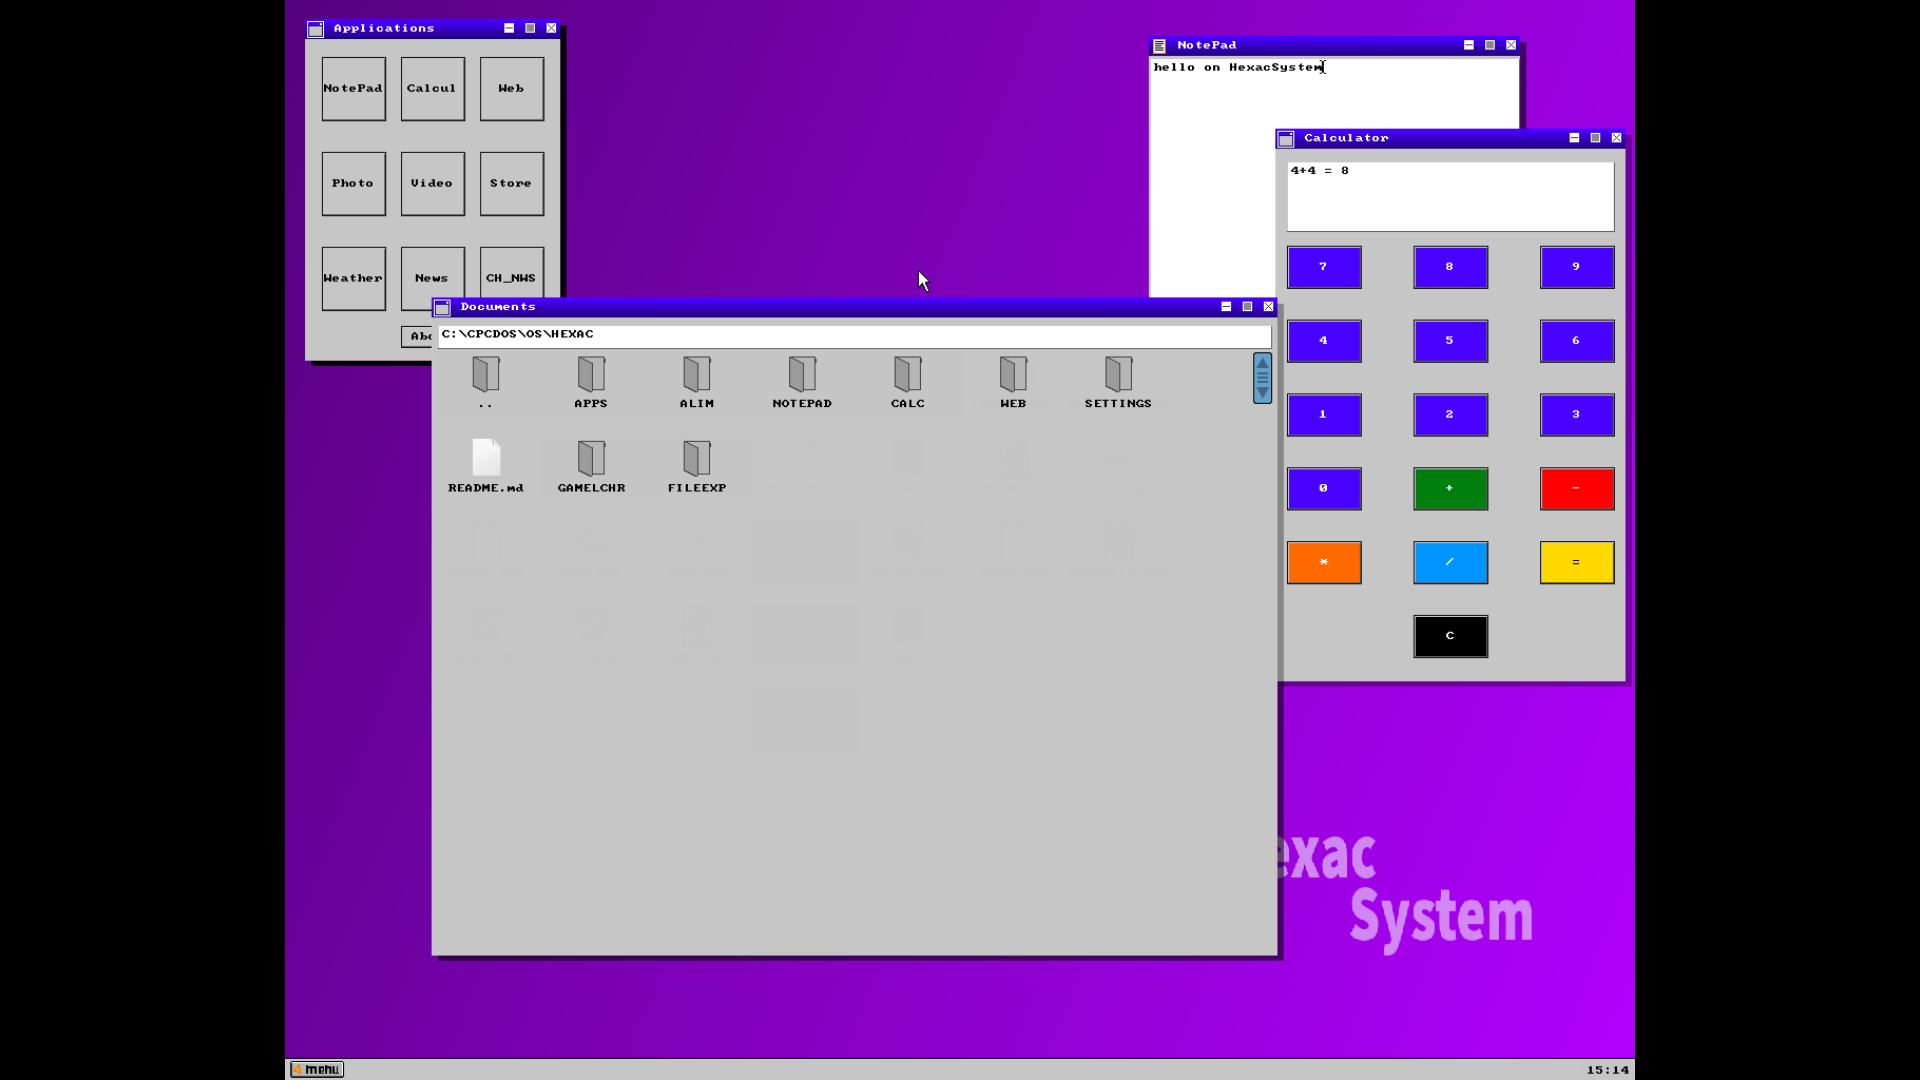 Applications
NotePad Calcul Web
Photo Video Store
Weather News CH_NWS
NotePad
hello on HexacSystem
Calculator
4+4 = 8
7 8 9
4 5 6
1 2 3
0 + -
* / =
C
Documents
C:\CPCDOS\OS\HEXAC
.. APPS ALIM NOTEPAD CALC WEB SETTINGS
README.md GAMELCHR FILEEXP
exac
System
menu
15:14